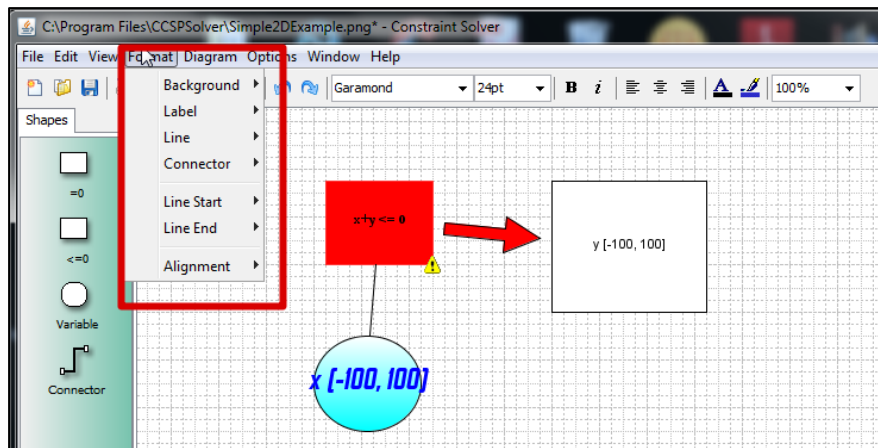 C:\Program Files\CCSPSolver\Simple2DExample.png* - Constraint Solver
File Edit View Format Diagram Options Window Help
Garamond 24pt B i A 100%
Shapes
=0
<=0
Variable
Connector
Background
Label
Line
Connector
Line Start
Line End
Alignment
x+y <= 0
y [-100, 100]
x [-100, 100]